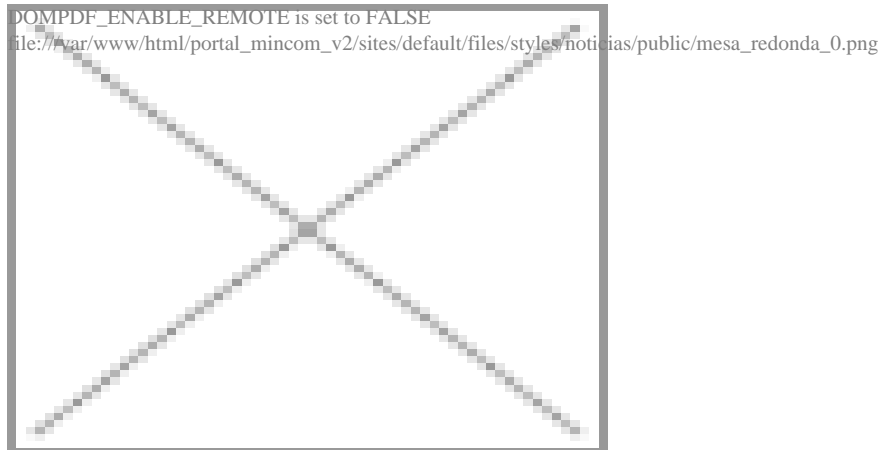 DOMPDF_ENABLE_REMOTE is set to FALSE
file:///var/www/html/portal_mincom_v2/sites/default/files/styles/noticias/public/mesa_redonda_0.png